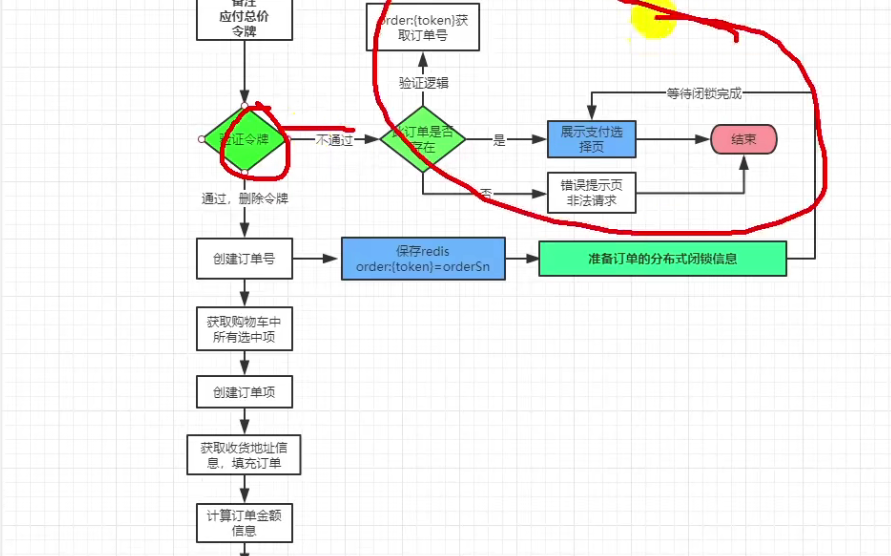 备注
应付总价
令牌
order:{token}获
取订单号
验证逻辑
等待闭锁完成
验证令牌
不通过
此订单是否
存在
是
展示支付选
择页
结束
否
错误提示页
非法请求
通过，删除令牌
创建订单号
保存redis
order:{token}=orderSn
准备订单的分布式闭锁信息
获取购物车中
所有选中项
创建订单项
获取收货地址信
息，填充订单
计算订单金额
信息